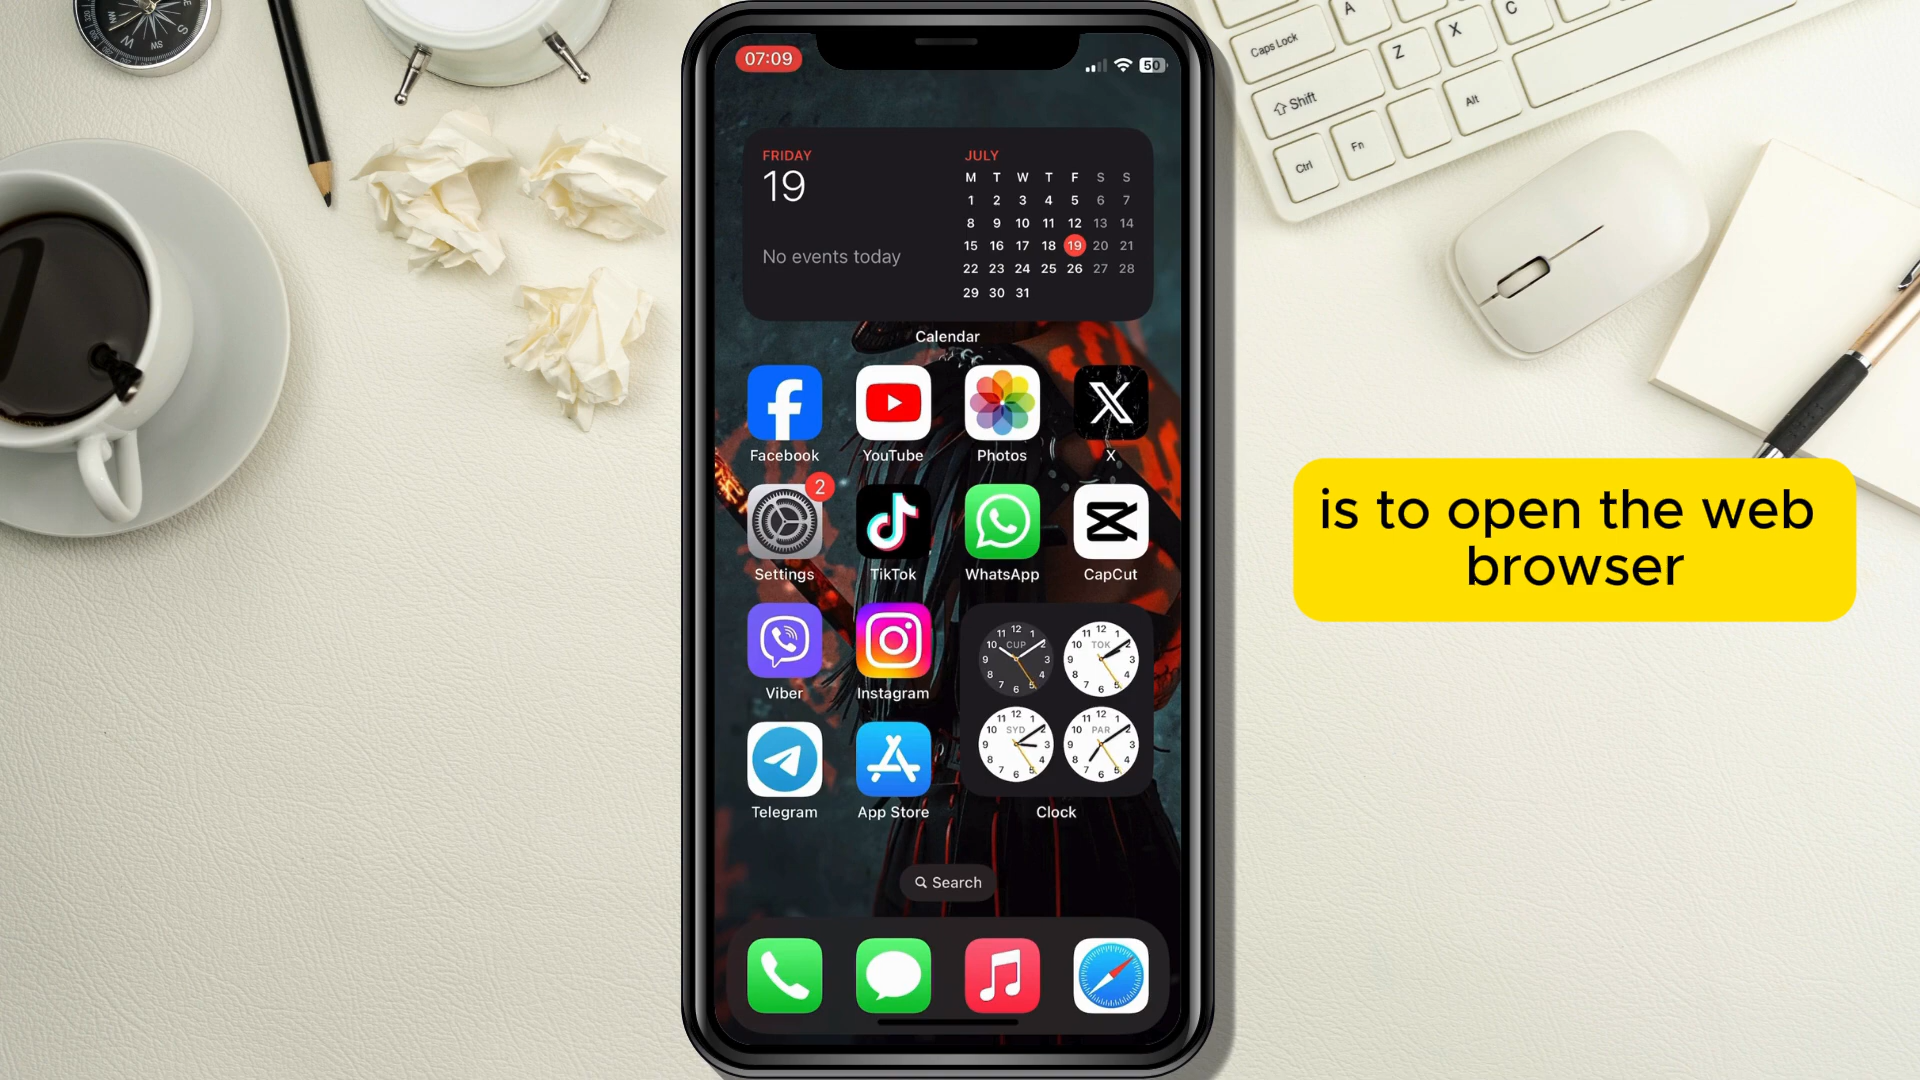 07:09
50
FRIDAY
19
No events today
JULY
M T W T F S S
1 2 3 4 5 6 7
8 9 10 11 12 13 14
15 16 17 18 19 20 21
22 23 24 25 26 27 28
29 30 31
Calendar
Facebook
YouTube
Photos
X
2
Settings
TikTok
WhatsApp
CapCut
Viber
Instagram
CUP
TOK
SYD
PAR
Telegram
App Store
Clock
Search
is to open the web
browser
Caps Lock
A
Z
X
C
Shift
Alt
Ctrl
Fn
W
SW
S